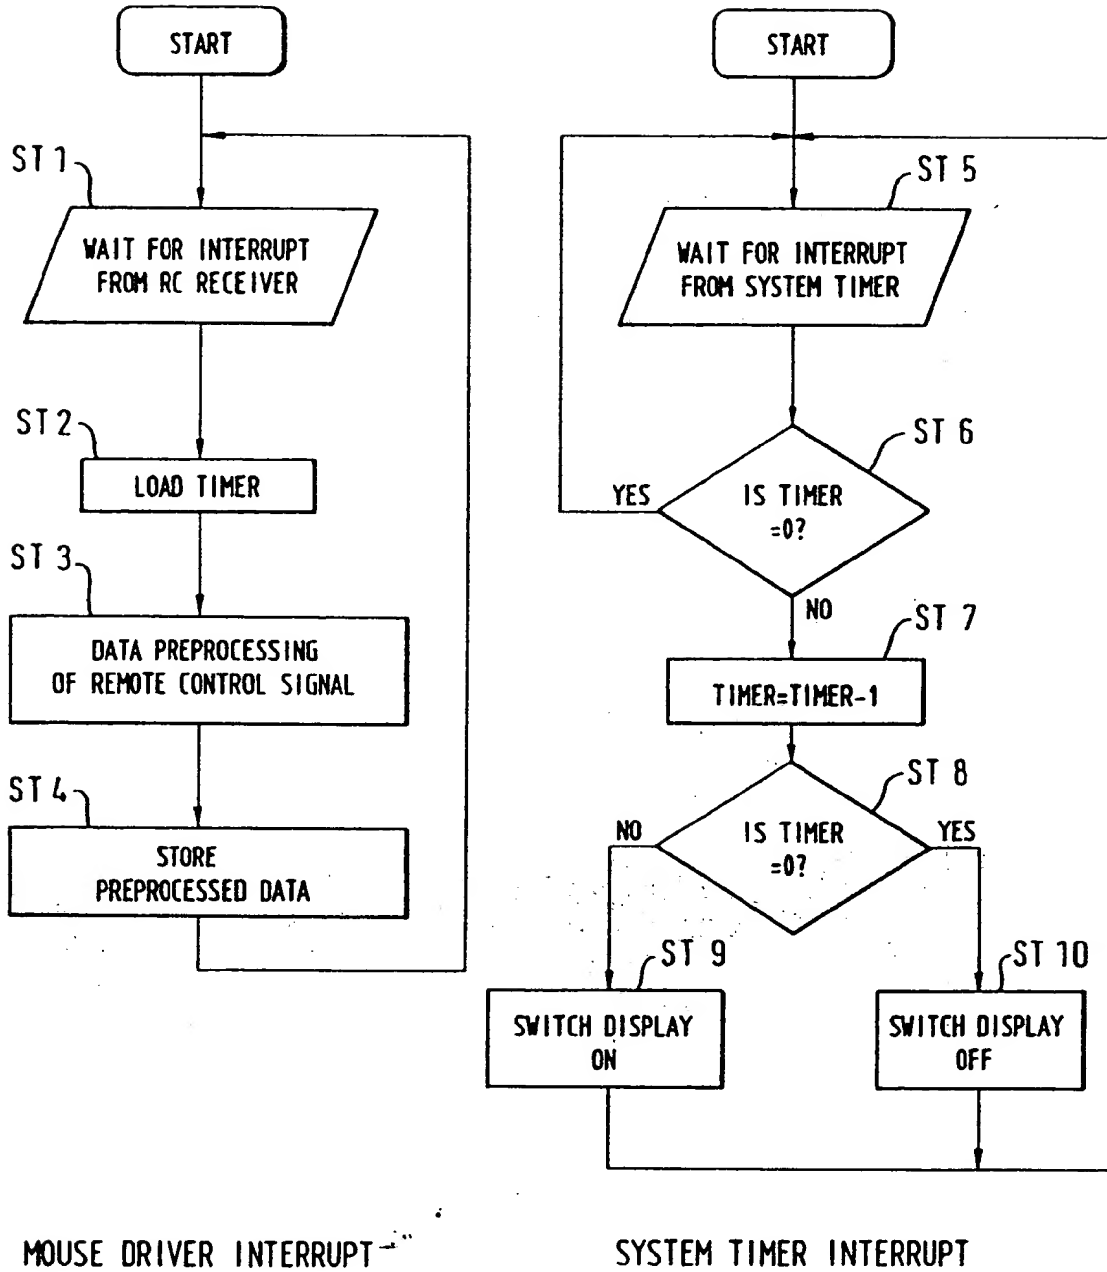 START
ST 1
WAIT FOR INTERRUPT
FROM RC RECEIVER
ST 2
LOAD TIMER
ST 3
DATA PREPROCESSING
OF REMOTE CONTROL SIGNAL
ST 4
STORE
PREPROCESSED DATA
MOUSE DRIVER INTERRUPT
START
ST 5
WAIT FOR INTERRUPT
FROM SYSTEM TIMER
ST 6
IS TIMER
=0?
YES
NO
ST 7
TIMER=TIMER-1
ST 8
IS TIMER
=0?
NO
YES
ST 9
SWITCH DISPLAY
ON
ST 10
SWITCH DISPLAY
OFF
SYSTEM TIMER INTERRUPT